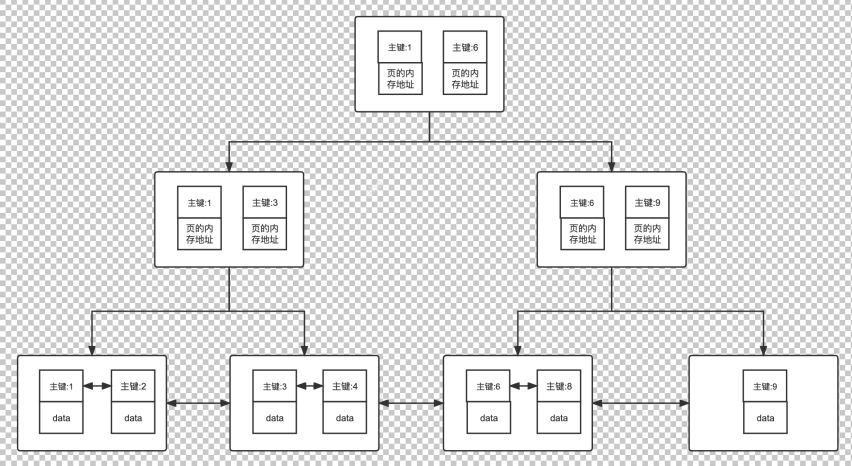 主键:1
主键:6
页的内
存地址
页的内
存地址
主键:1
主键:3
页的内
存地址
页的内
存地址
主键:6
主键:9
页的内
存地址
页的内
存地址
主键:1
主键:2
data
data
主键:3
主键:4
data
data
主键:6
主键:8
data
data
主键:9
data